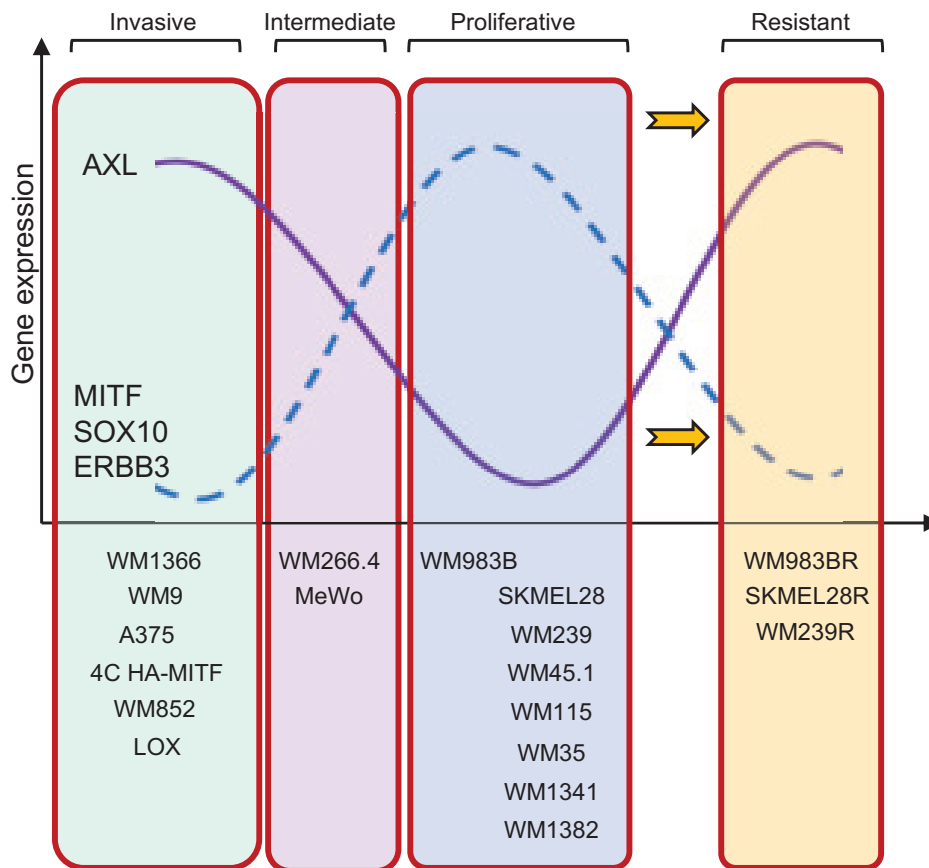 Invasive
Intermediate
Proliferative
Resistant
Gene expression
AXL
MITF
SOX10
ERBB3
WM1366
WM9
A375
4C HA-MITF
WM852
LOX
WM266.4
MeWo
WM983B
SKMEL28
WM239
WM45.1
WM115
WM35
WM1341
WM1382
WM983BR
SKMEL28R
WM239R